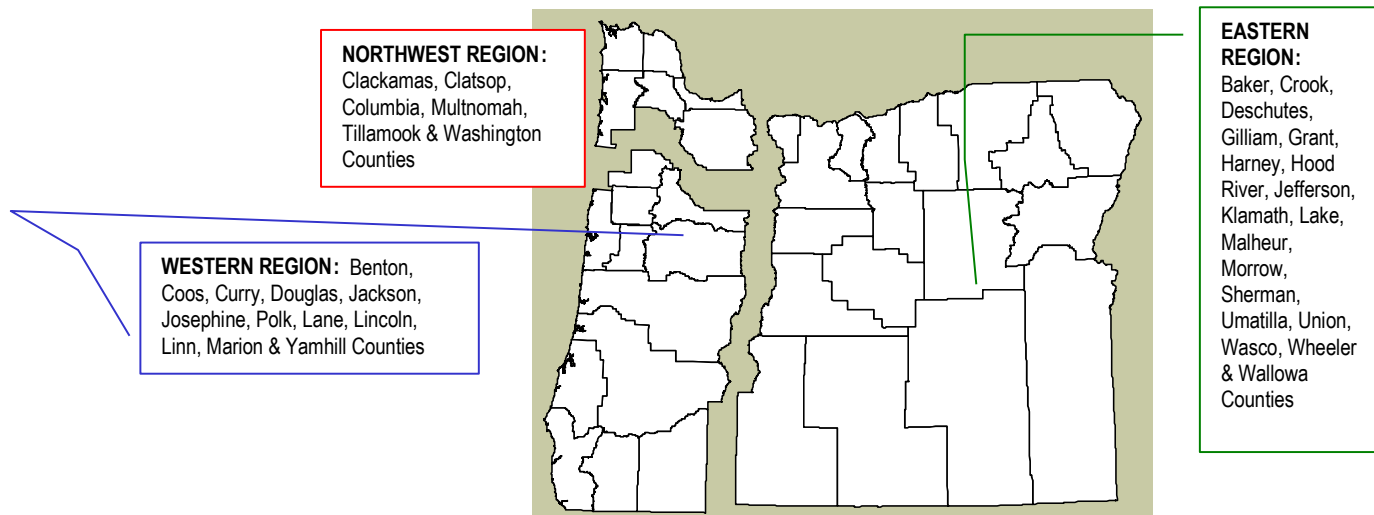 NORTHWEST REGION:
Clackamas, Clatsop,
Columbia, Multnomah,
Tillamook & Washington
Counties
WESTERN REGION: Benton,
Coos, Curry, Douglas, Jackson,
Josephine, Polk, Lane, Lincoln,
Linn, Marion & Yamhill Counties
EASTERN
REGION:
Baker, Crook,
Deschutes,
Gilliam, Grant,
Harney, Hood
River, Jefferson,
Klamath, Lake,
Malheur,
Morrow,
Sherman,
Umatilla, Union,
Wasco, Wheeler
& Wallowa
Counties